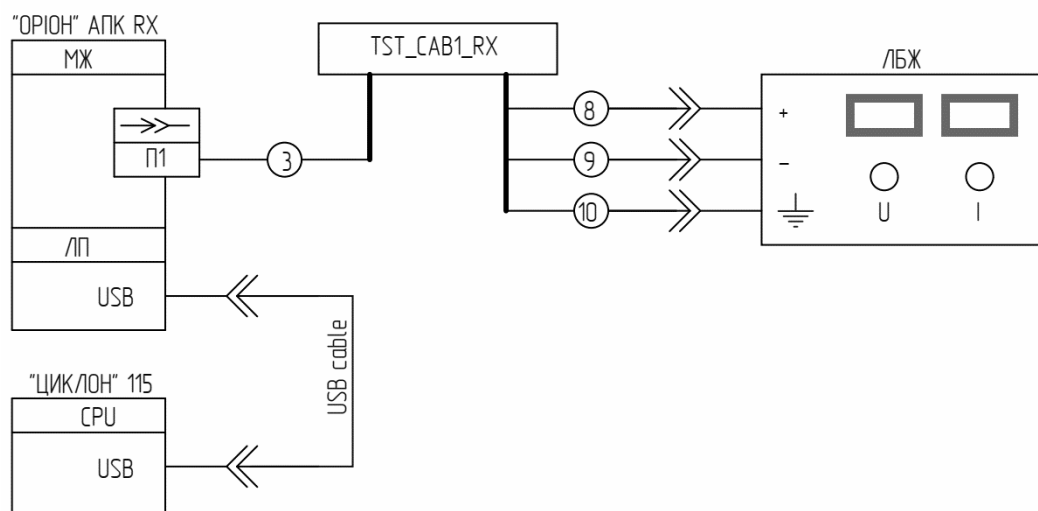 "ОРІОН" АПК RX
МЖ
П1
ЛП
USB
TST_CAB1_RX
3
8
9
10
ЛБЖ
+
−
U
I
USB cable
"ЦИКЛОН" 115
CPU
USB